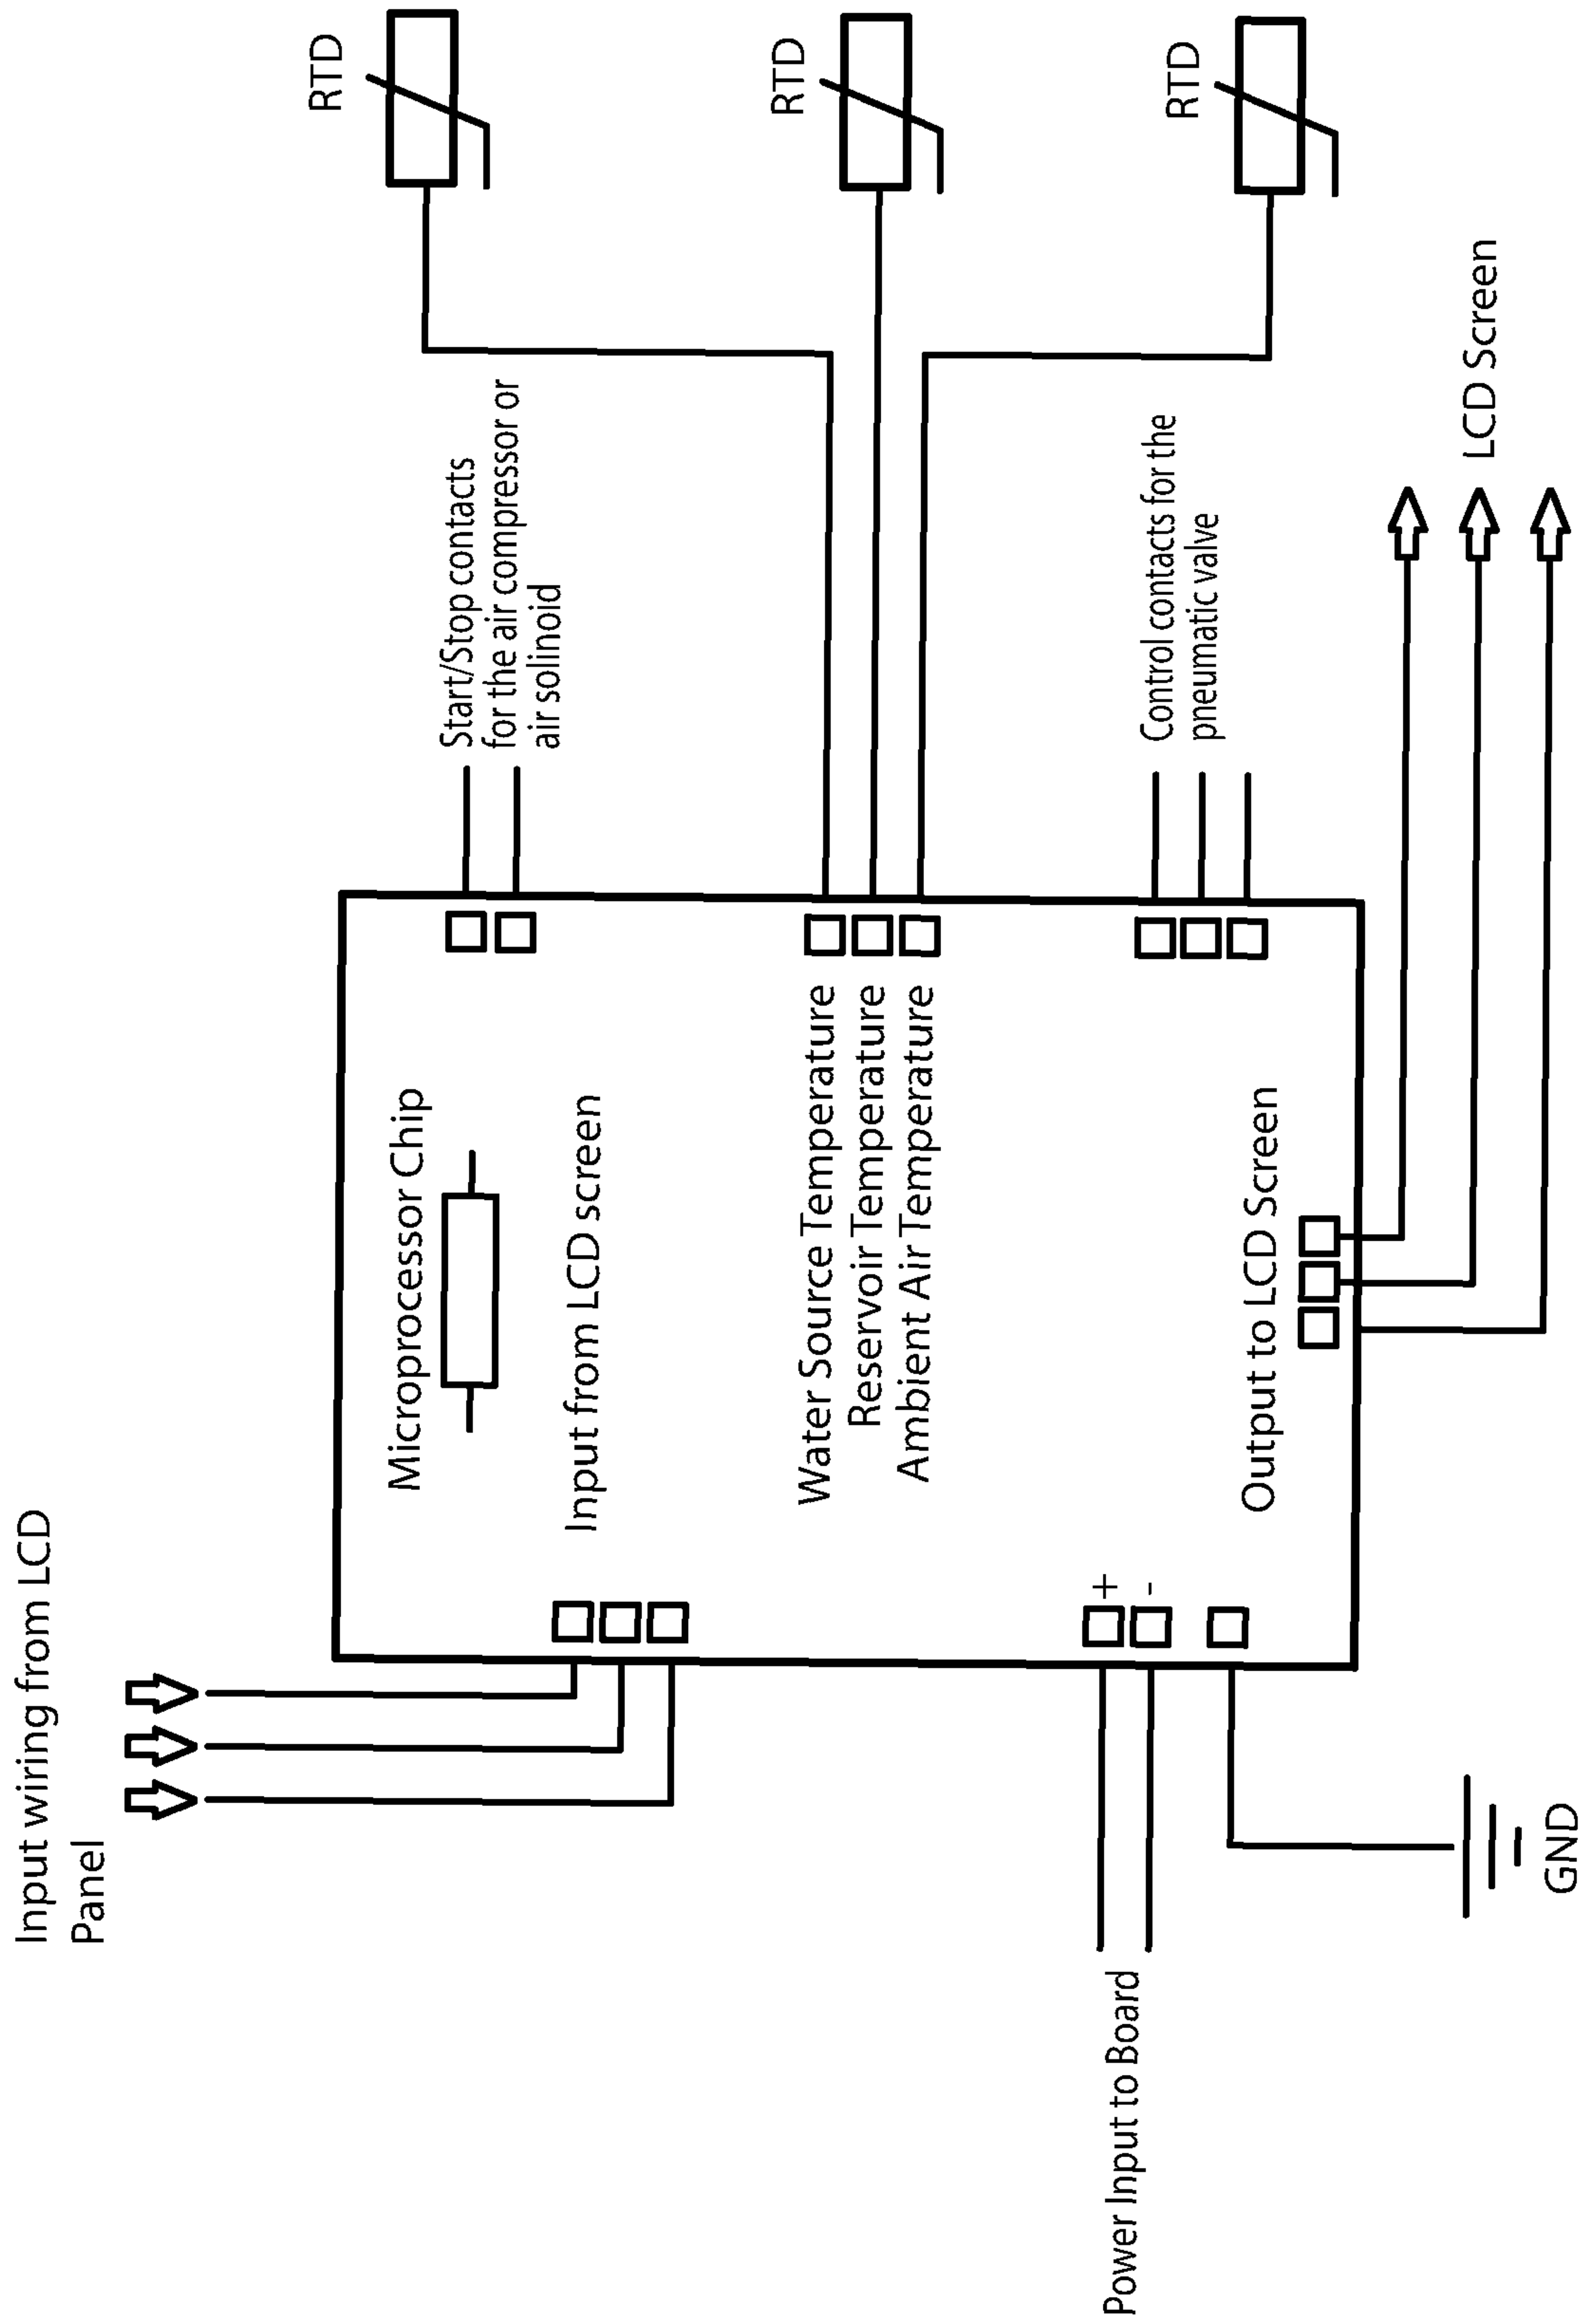 Input wiring from LCD
Panel
Microprocessor Chip
Input from LCD screen
Start/Stop contacts
for the air compressor or
air solinoid
RTD
RTD
RTD
Water Source Temperature
Reservoir Temperature
Ambient Air Temperature
Control contacts for the
pneumatic valve
Power Input to Board
+
-
Output to LCD Screen
LCD Screen
GND